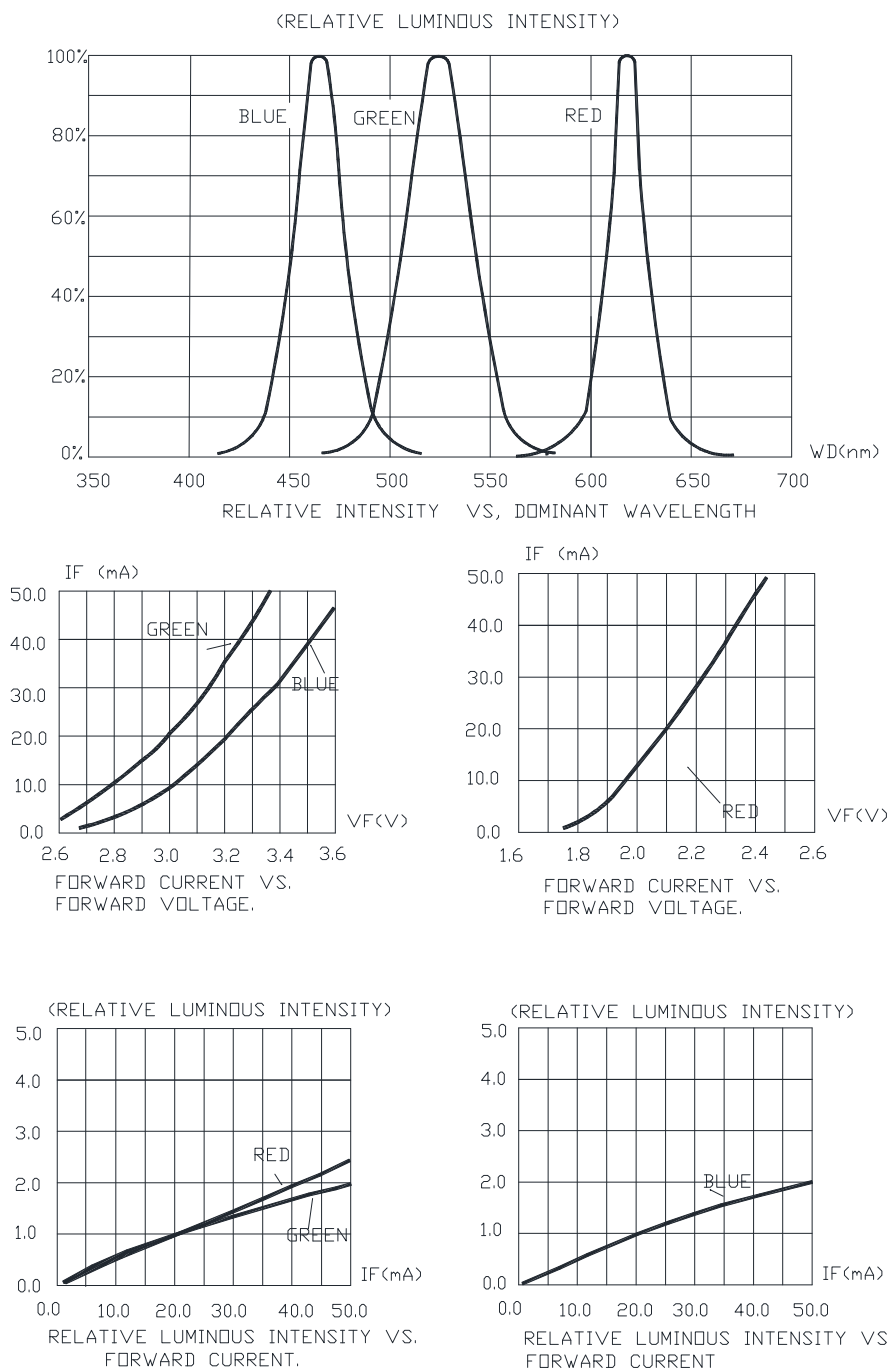 (RELATIVE LUMINOUS INTENSITY)
100%
BLUE
GREEN
RED
80%
60%
40%
20%
0%
WD(nm)
350 400 450 500 550 600 650 700
RELATIVE INTENSITY VS, DOMINANT WAVELENGTH
IF (mA)
50.0
GREEN
40.0
BLUE
30.0
20.0
10.0
0.0
VF(V)
2.6 2.8 3.0 3.2 3.4 3.6
FORWARD CURRENT VS.
FORWARD VOLTAGE.
IF (mA)
50.0
40.0
30.0
20.0
10.0
RED
0.0
VF(V)
1.6 1.8 2.0 2.2 2.4 2.6
FORWARD CURRENT VS.
FORWARD VOLTAGE.
(RELATIVE LUMINOUS INTENSITY)
5.0
4.0
3.0
RED
2.0
GREEN
1.0
0.0
IF(mA)
0.0 10.0 20.0 30.0 40.0 50.0
RELATIVE LUMINOUS INTENSITY VS.
FORWARD CURRENT.
(RELATIVE LUMINOUS INTENSITY)
5.0
4.0
3.0
2.0
BLUE
1.0
0.0
IF(mA)
0.0 10.0 20.0 30.0 40.0 50.0
RELATIVE LUMINOUS INTENSITY VS
FORWARD CURRENT